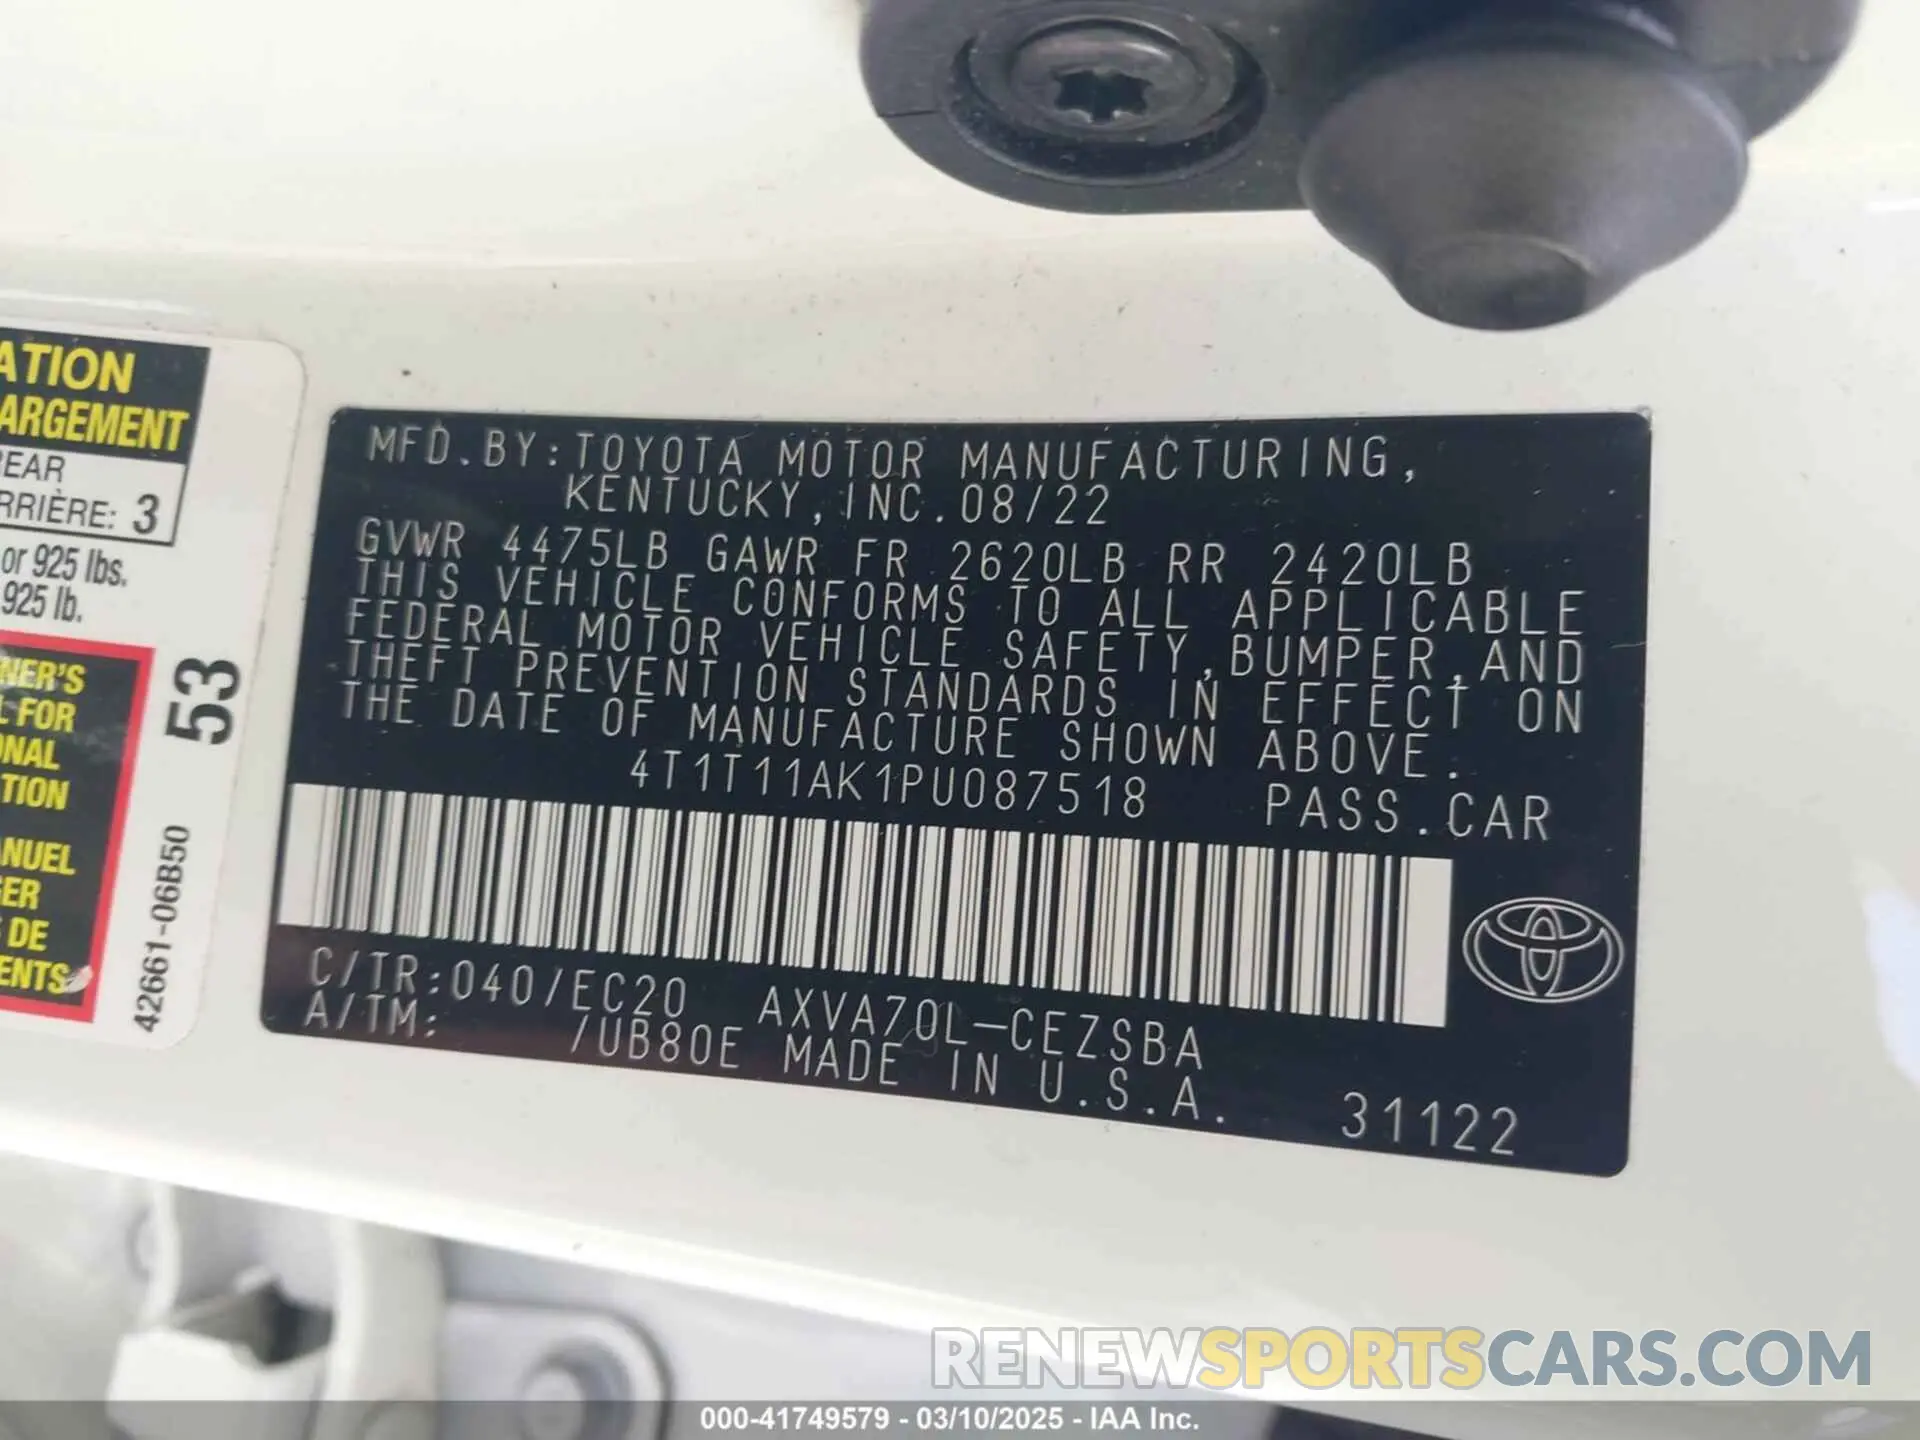 ATION
ARGEMENT
REAR
RRIÈRE: 3
or 925 lbs.
925 lb.
NER'S
L FOR
ONAL
TION
ANUEL
GER
S DE
ENTS
53
42661-06B50
MFD.BY:TOYOTA MOTOR MANUFACTURING,
KENTUCKY,INC.08/22
GVWR 4475LB GAWR FR 2620LB RR 2420LB
THIS VEHICLE CONFORMS TO ALL APPLICABLE
FEDERAL MOTOR VEHICLE SAFETY,BUMPER,AND
THEFT PREVENTION STANDARDS IN EFFECT ON
THE DATE OF MANUFACTURE SHOWN ABOVE.
4T1T11AK1PU087518 PASS.CAR
C/TR:040/EC20 AXVA70L-CEZSBA
A/TM: /UB80E MADE IN U.S.A.
31122
RENEWSPORTSCARS.COM
000-41749579 - 03/10/2025 - IAA Inc.